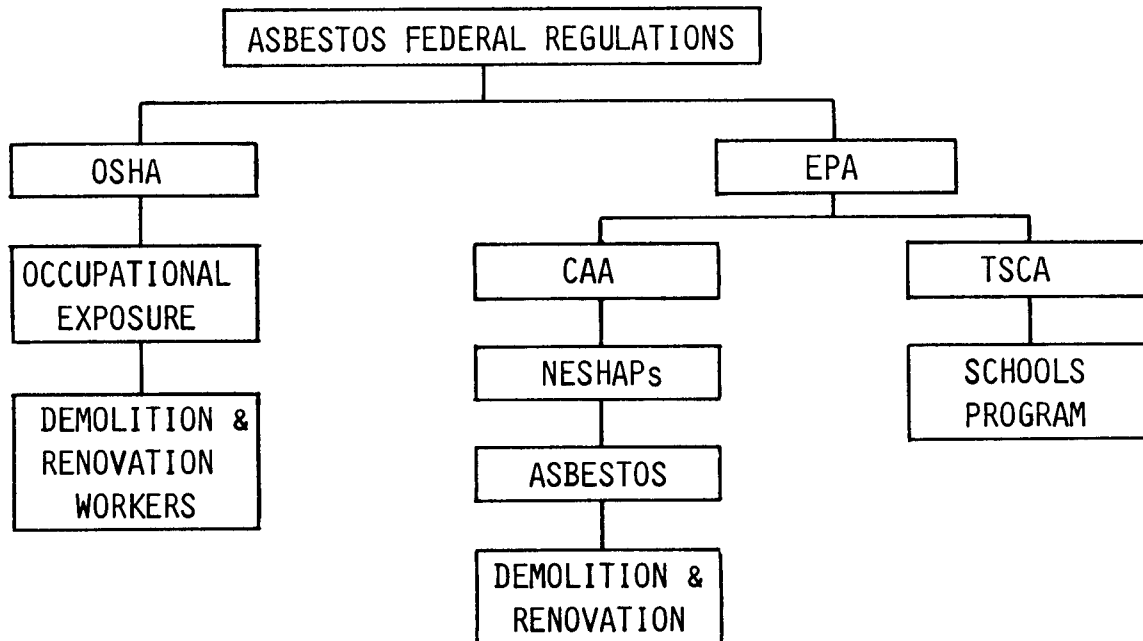 ASBESTOS FEDERAL REGULATIONS
OSHA
EPA
OCCUPATIONAL
EXPOSURE
CAA
TSCA
DEMOLITION &
RENOVATION
WORKERS
NESHAPs
SCHOOLS
PROGRAM
ASBESTOS
DEMOLITION &
RENOVATION